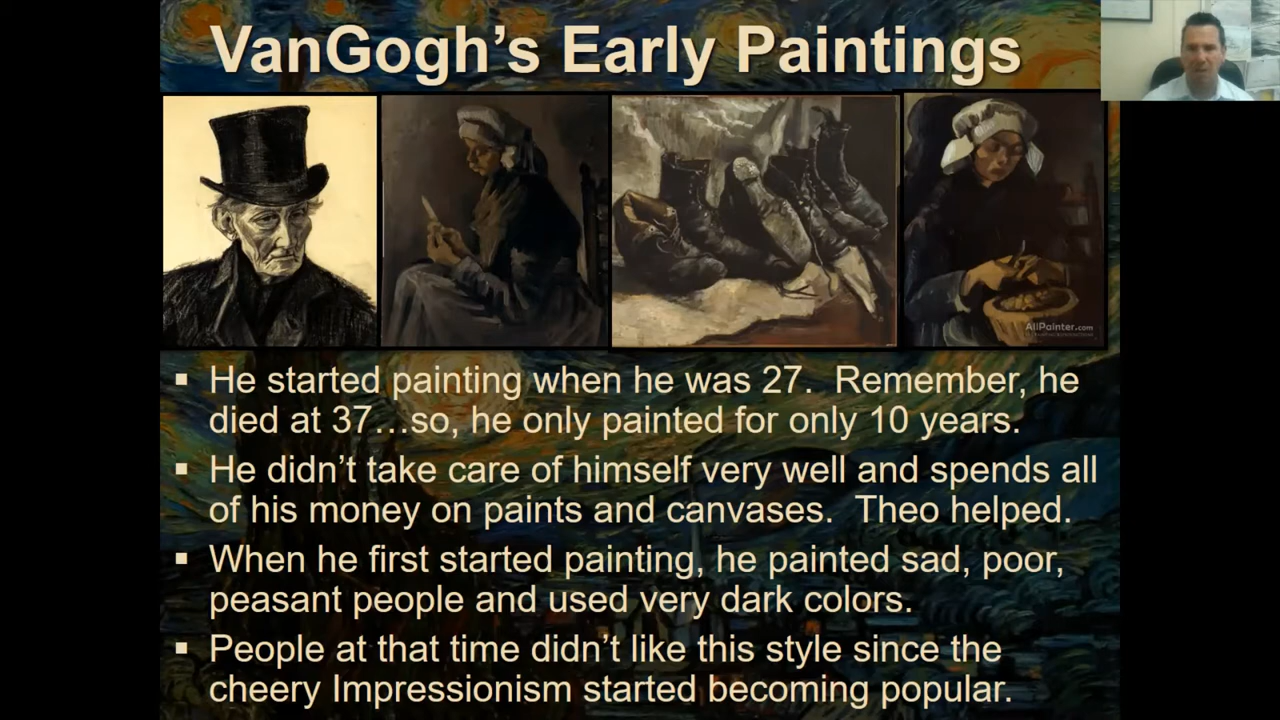 VanGogh's Early Paintings
AllPainter.com
▪ He started painting when he was 27.  Remember, he
died at 37…so, he only painted for only 10 years.
▪ He didn't take care of himself very well and spends all
of his money on paints and canvases.  Theo helped.
▪ When he first started painting, he painted sad, poor,
peasant people and used very dark colors.
▪ People at that time didn't like this style since the
cheery Impressionism started becoming popular.